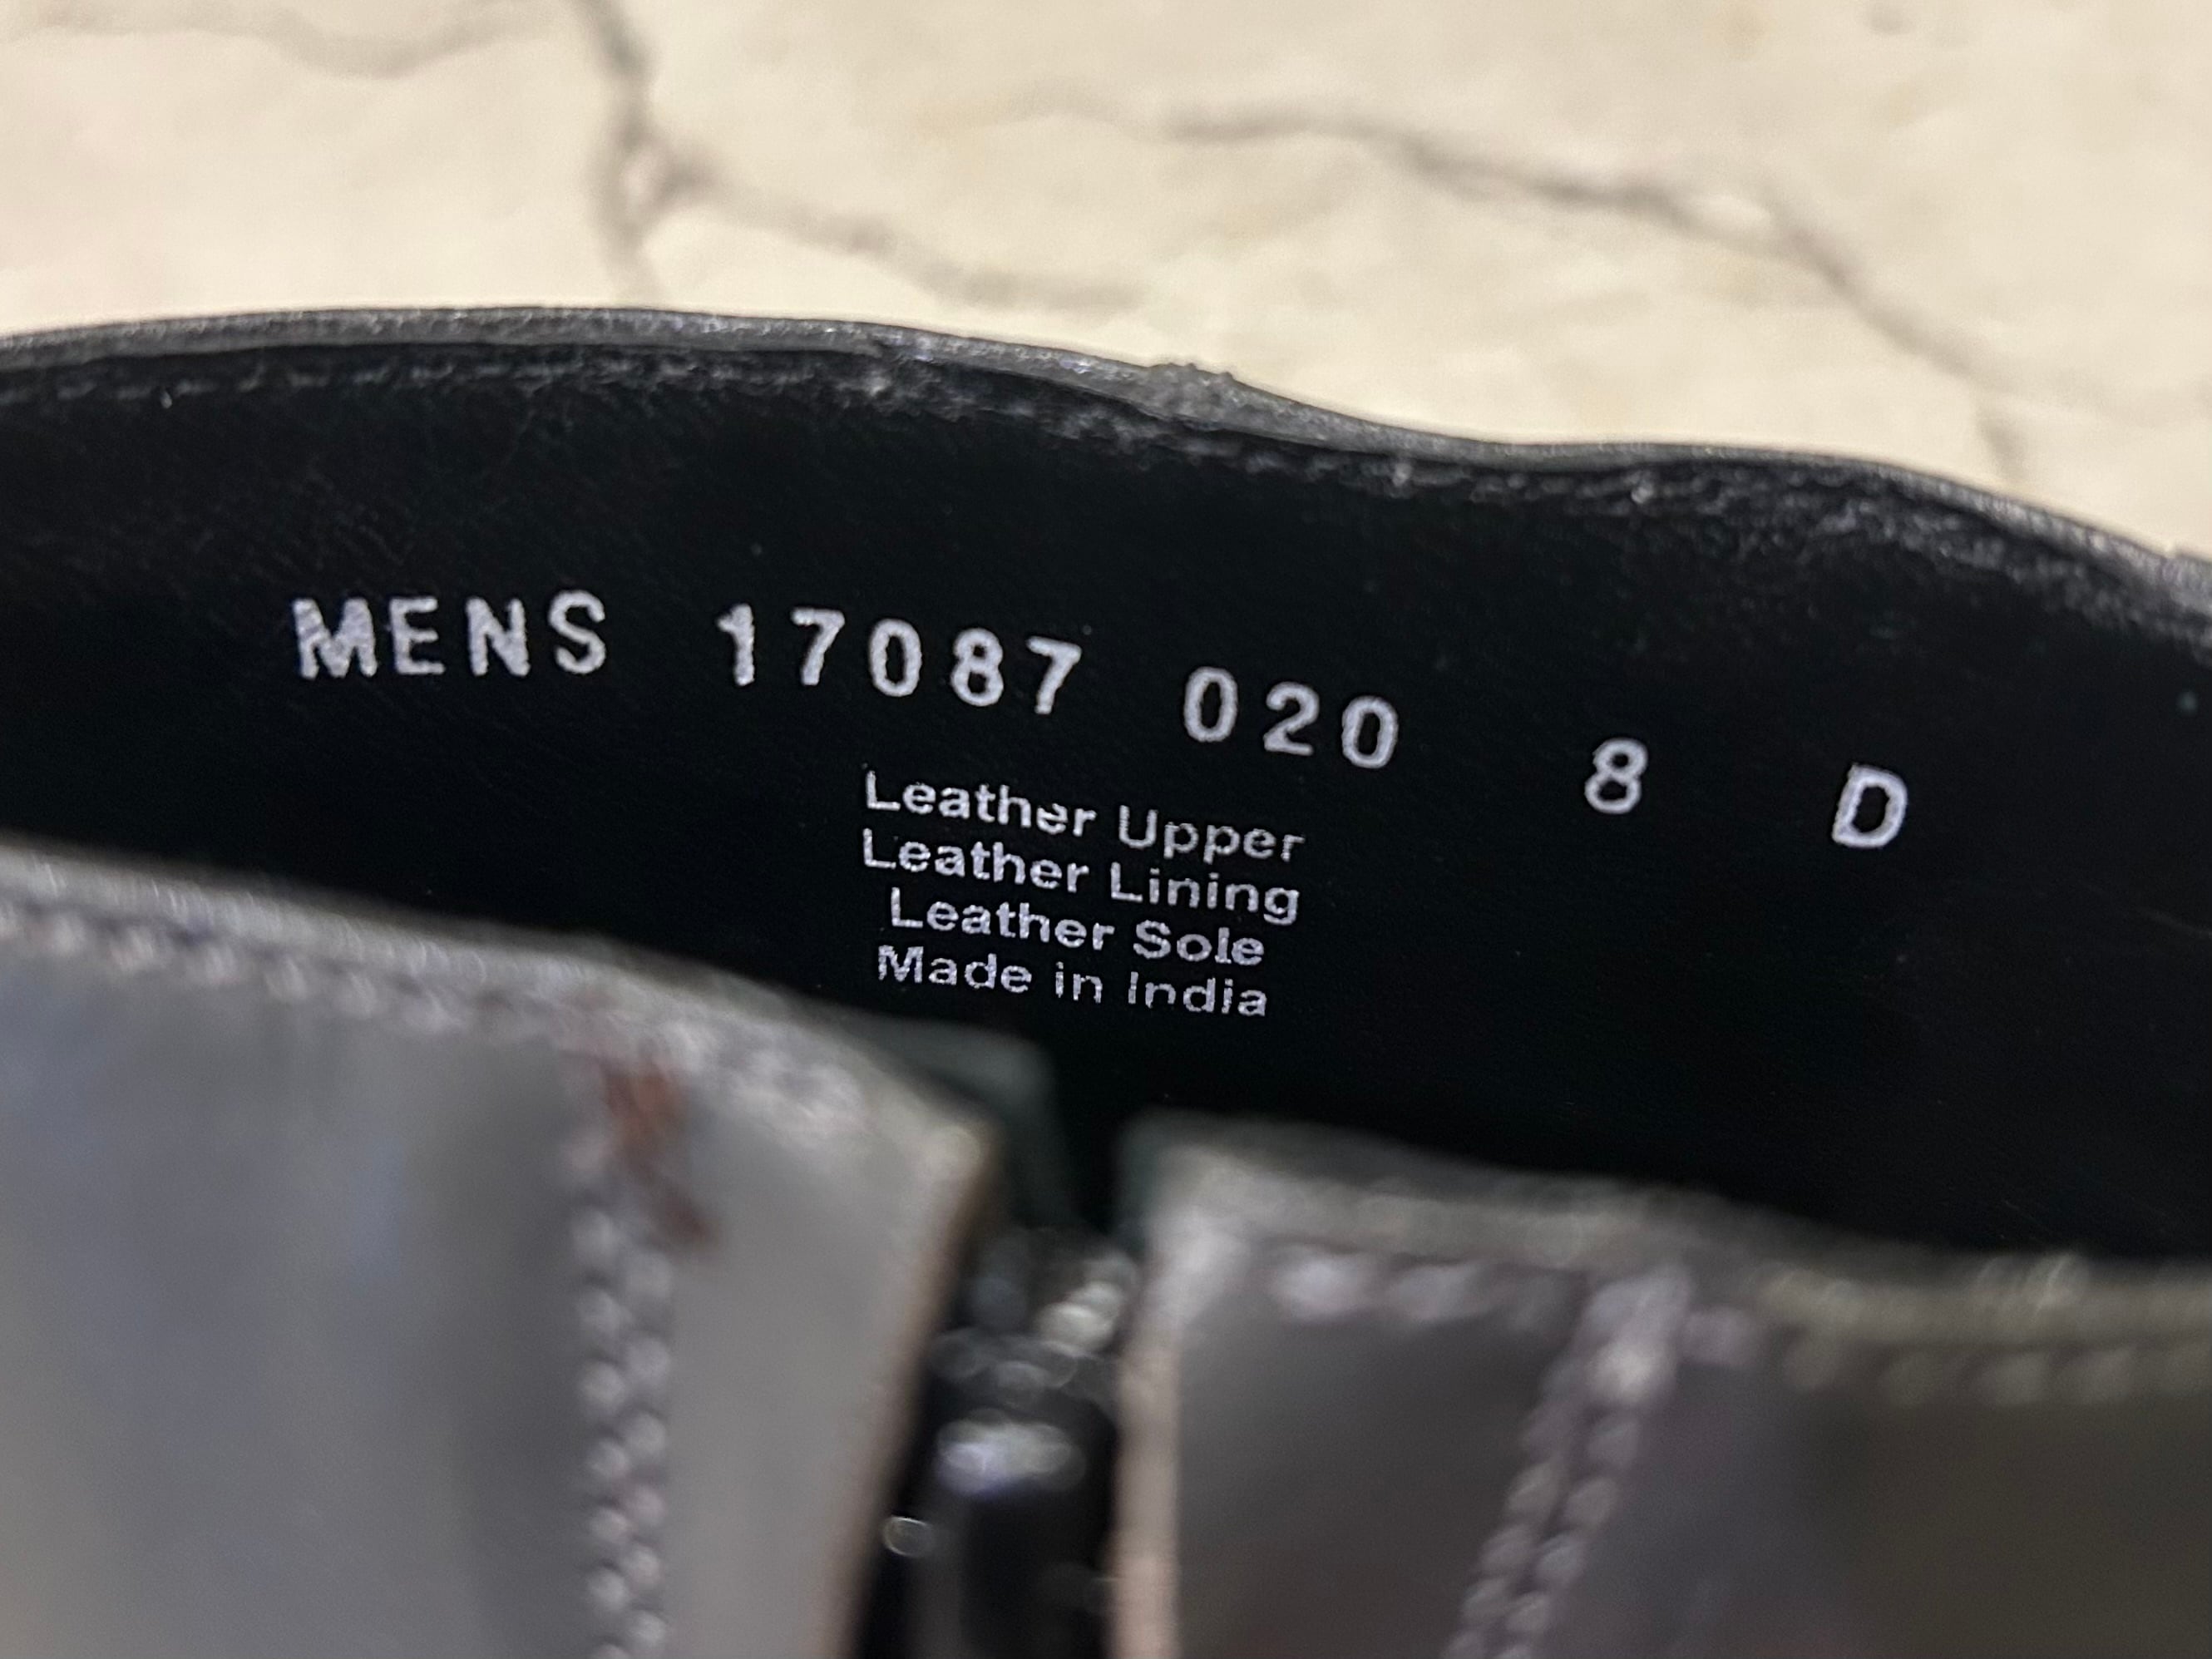 MENS 17087 020 8 D
Leather Upper
Leather Lining
Leather Sole
Made in India